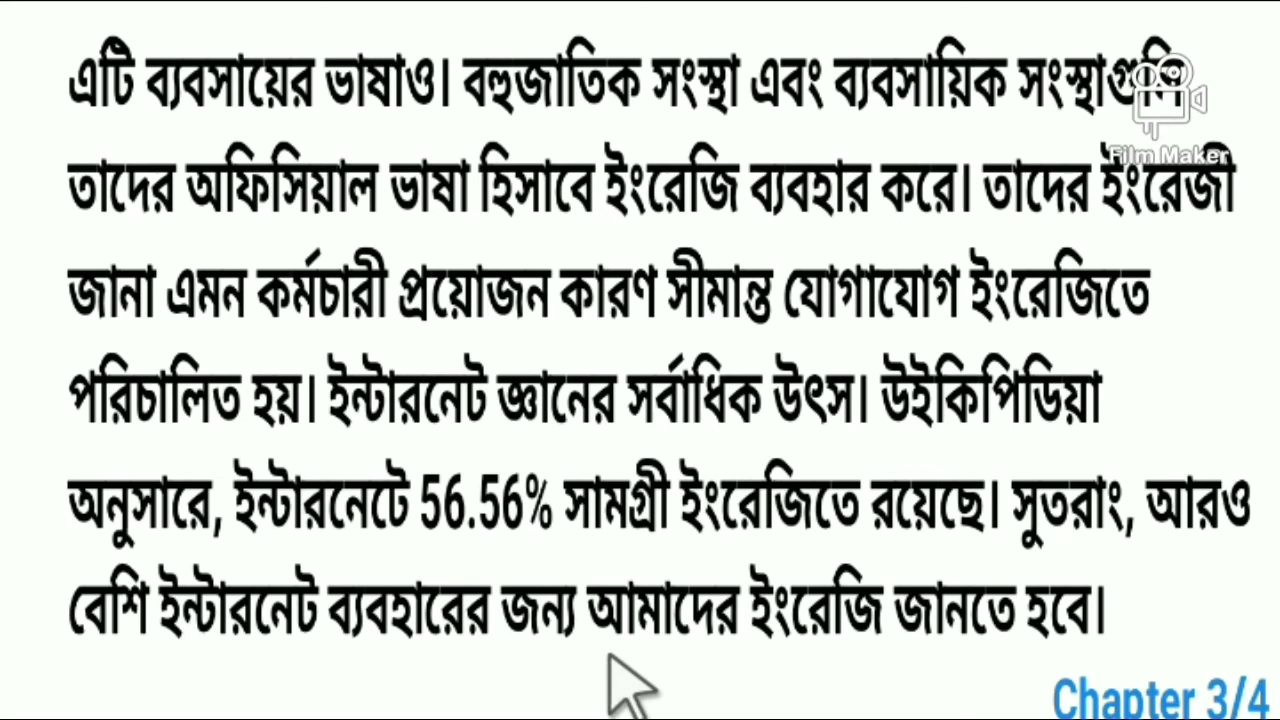 এটি ব্যবসায়ের ভাষাও। বহুজাতিক সংস্থা এবং ব্যবসায়িক সংস্থাগুলি
Film Maker
তাদের অফিসিয়াল ভাষা হিসাবে ইংরেজি ব্যবহার করে। তাদের ইংরেজী
জানা এমন কর্মচারী প্রয়োজন কারণ সীমান্ত যোগাযোগ ইংরেজিতে
পরিচালিত হয়। ইন্টারনেট জ্ঞানের সর্বাধিক উৎস। উইকিপিডিয়া
অনুসারে, ইন্টারনেটে 56.56% সামগ্রী ইংরেজিতে রয়েছে। সুতরাং, আরও
বেশি ইন্টারনেট ব্যবহারের জন্য আমাদের ইংরেজি জানতে হবে।
Chapter 3/4